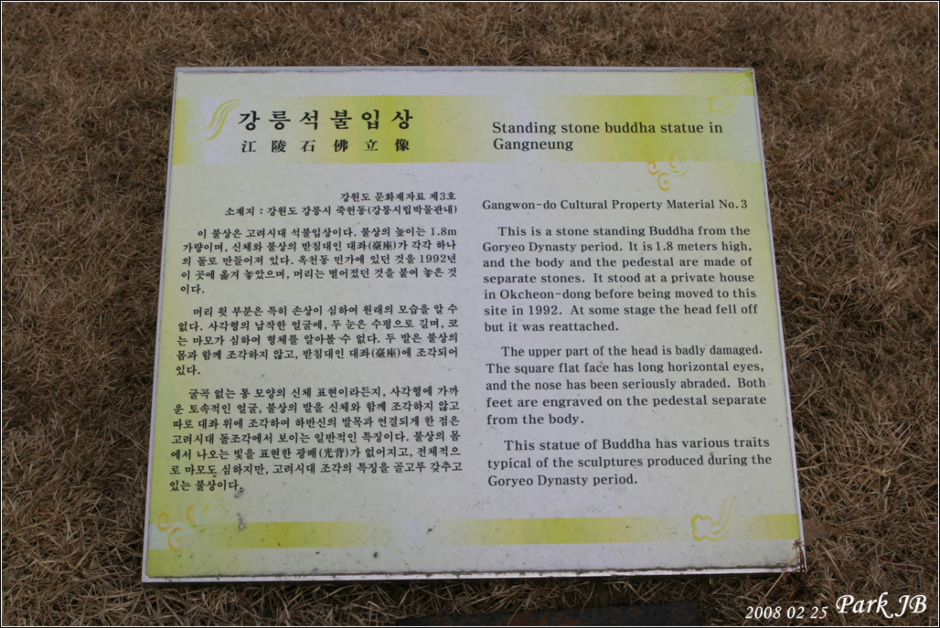 강릉석불입상
江陵石佛立像
강원도 문화재자료 제3호
소재지 : 강원도 강릉시 죽헌동(강릉시립박물관내)
이 불상은 고려시대 석불입상이다. 불상의 높이는 1.8m
가량이며, 신체와 불상의 받침대인 대좌(臺座)가 각각 하나
의 돌로 만들어져 있다. 옥천동 민가에 있던 것을 1992년
이 곳에 옮겨 놓았으며, 머리는 떨어졌던 것을 붙여 놓은 것
이다.
머리 윗 부분은 특히 손상이 심하여 원래의 모습을 알 수
없다. 사각형의 납작한 얼굴에, 두 눈은 수평으로 길며, 코
는 마모가 심하여 형체를 알아볼 수 없다. 두 발은 불상의
몸과 함께 조각하지 않고, 받침대인 대좌(臺座)에 조각되어
있다.
굴곡 없는 통 모양의 신체 표현이라든지, 사각형에 가까
운 토속적인 얼굴, 불상의 발을 신체와 함께 조각하지 않고
따로 대좌 위에 조각하여 하반신의 발목과 연결되게 한 점은
고려시대 돌조각에서 보이는 일반적인 특징이다. 불상의 몸
에서 나오는 빛을 표현한 광배(光背)가 없어지고, 전체적으
로 마모도 심하지만, 고려시대 조각의 특징을 골고루 갖추고
있는 불상이다.
Standing stone buddha statue in
Gangneung
Gangwon-do Cultural Property Material No. 3
This is a stone standing Buddha from the
Goryeo Dynasty period. It is 1.8 meters high,
and the body and the pedestal are made of
separate stones. It stood at a private house
in Okcheon-dong before being moved to this
site in 1992. At some stage the head fell off
but it was reattached.
The upper part of the head is badly damaged.
The square flat face has long horizontal eyes,
and the nose has been seriously abraded. Both
feet are engraved on the pedestal separate
from the body.
This statue of Buddha has various traits
typical of the sculptures produced during the
Goryeo Dynasty period.
2008 02 25 Park JB